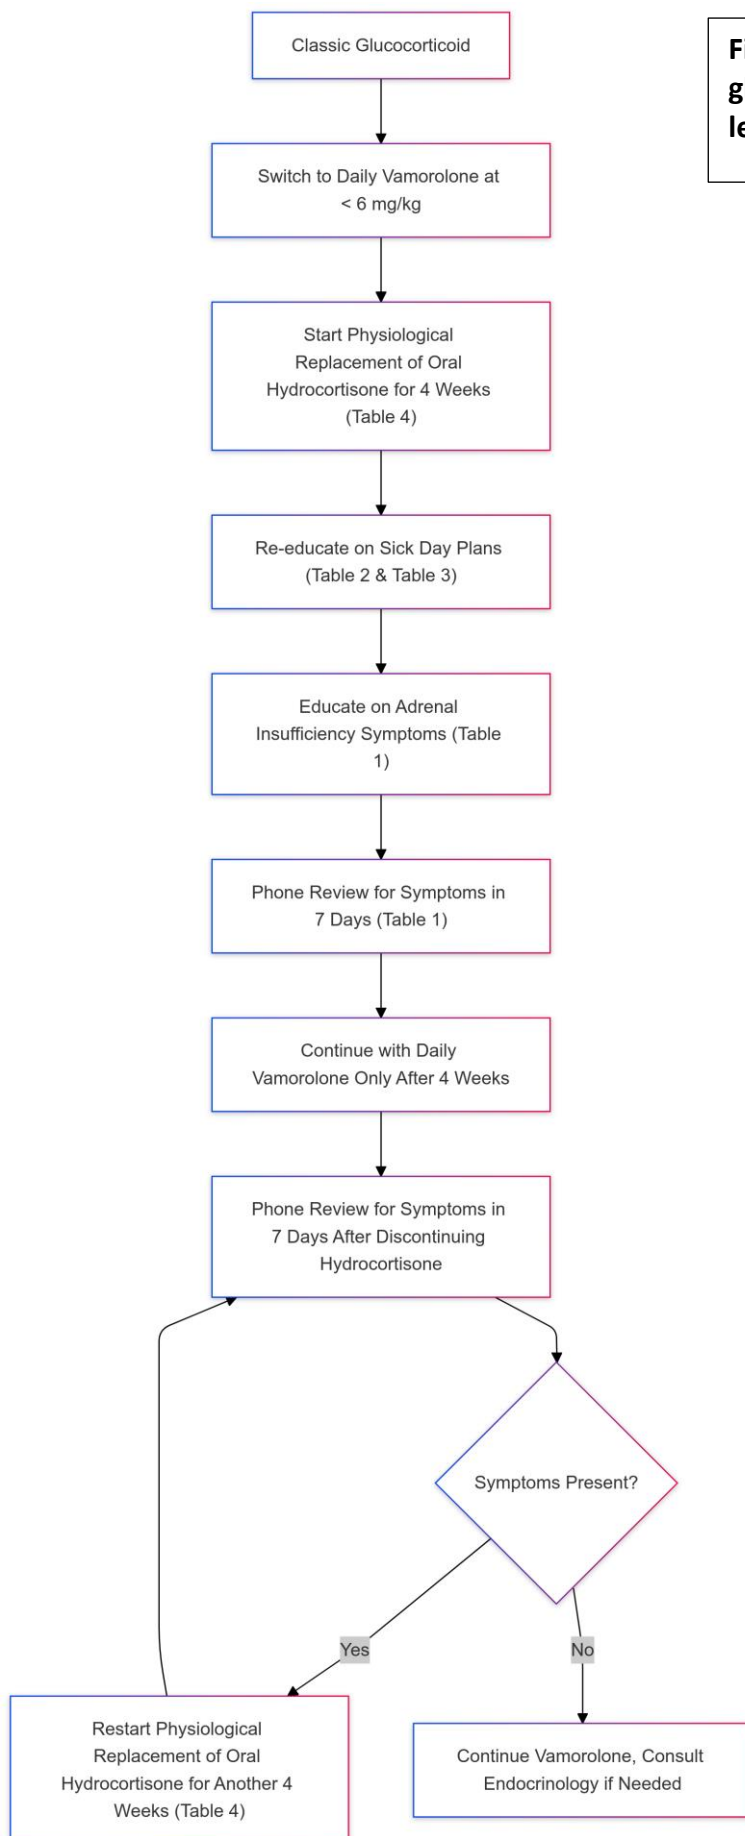 Classic Glucocorticoid
Switch to Daily Vamorolone at
< 6 mg/kg
Start Physiological
Replacement of Oral
Hydrocortisone for 4 Weeks
(Table 4)
Re-educate on Sick Day Plans
(Table 2 & Table 3)
Educate on Adrenal
Insufficiency Symptoms (Table
1)
Phone Review for Symptoms in
7 Days (Table 1)
Continue with Daily
Vamorolone Only After 4 Weeks
Phone Review for Symptoms in
7 Days After Discontinuing
Hydrocortisone
Symptoms Present?
Yes
No
Restart Physiological
Replacement of Oral
Hydrocortisone for Another 4
Weeks (Table 4)
Continue Vamorolone, Consult
Endocrinology if Needed